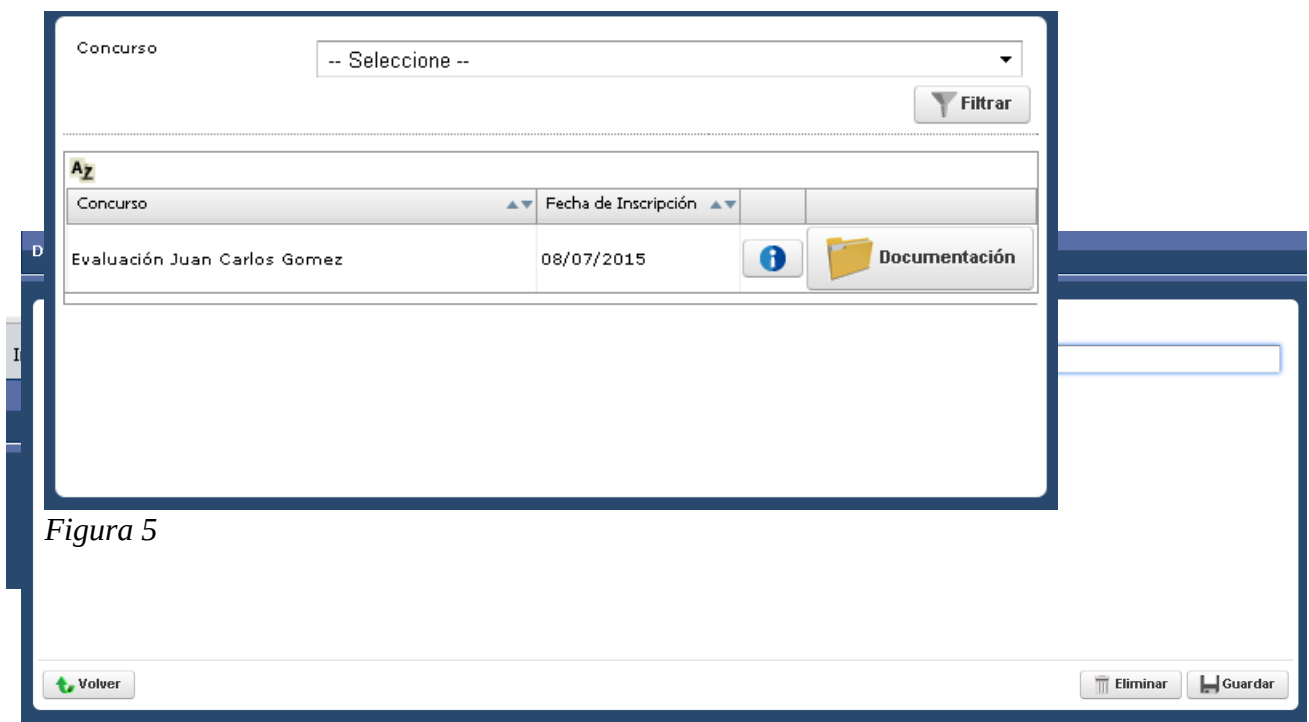 Concurso
-- Seleccione --
Filtrar
AZ
Concurso Fecha de Inscripción
Evaluación Juan Carlos Gomez 08/07/2015 Documentación
Figura 5
Volver Eliminar Guardar